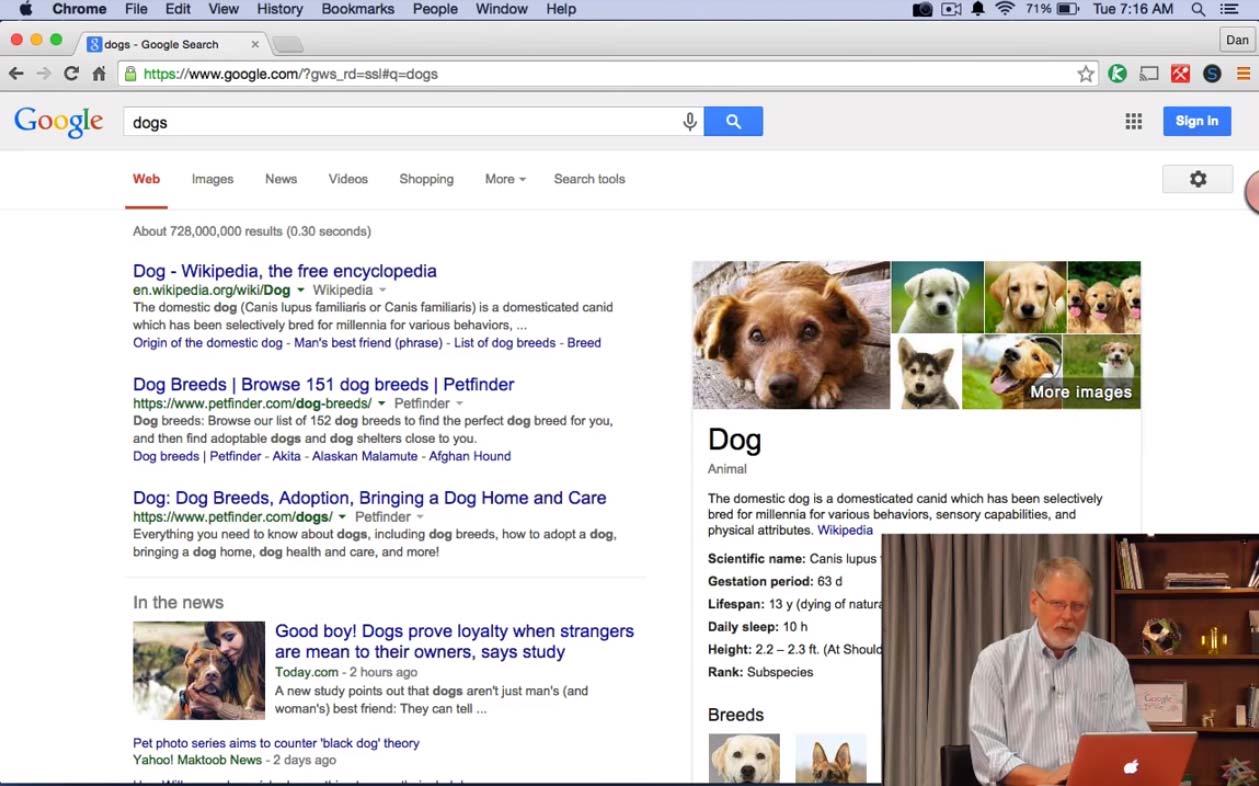 Chrome File Edit View History Bookmarks People Window Help 71% Tue 7:16 AM
dogs - Google Search Dan
https://www.google.com/?gws_rd=ssl#q=dogs
Google dogs Sign in
Web Images News Videos Shopping More Search tools
About 728,000,000 results (0.30 seconds)
Dog - Wikipedia, the free encyclopedia
en.wikipedia.org/wiki/Dog Wikipedia
The domestic dog (Canis lupus familiaris or Canis familiaris) is a domesticated canid
which has been selectively bred for millennia for various behaviors, ...
Origin of the domestic dog - Man's best friend (phrase) - List of dog breeds - Breed
Dog Breeds | Browse 151 dog breeds | Petfinder
https://www.petfinder.com/dog-breeds/ Petfinder
Dog breeds: Browse our list of 152 dog breeds to find the perfect dog breed for you,
and then find adoptable dogs and dog shelters close to you.
Dog breeds | Petfinder - Akita - Alaskan Malamute - Afghan Hound
Dog: Dog Breeds, Adoption, Bringing a Dog Home and Care
https://www.petfinder.com/dogs/ Petfinder
Everything you need to know about dogs, including dog breeds, how to adopt a dog,
bringing a dog home, dog health and care, and more!
In the news
Good boy! Dogs prove loyalty when strangers
are mean to their owners, says study
Today.com - 2 hours ago
A new study points out that dogs aren't just man's (and
woman's) best friend: They can tell ...
Pet photo series aims to counter 'black dog' theory
Yahoo! Maktoob News - 2 days ago
More images
Dog
Animal
The domestic dog is a domesticated canid which has been selectively
bred for millennia for various behaviors, sensory capabilities, and
physical attributes. Wikipedia
Scientific name: Canis lupus
Gestation period: 63 d
Lifespan: 13 y (dying of natura
Daily sleep: 10 h
Height: 2.2 – 2.3 ft. (At Should
Rank: Subspecies
Breeds
Google